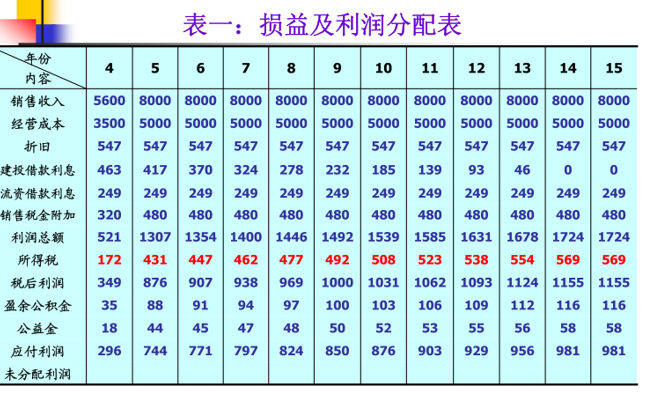 表一：损益及利润分配表
年份
内容 4 5 6 7 8 9 10 11 12 13 14 15
销售收入 5600 8000 8000 8000 8000 8000 8000 8000 8000 8000 8000 8000
经营成本 3500 5000 5000 5000 5000 5000 5000 5000 5000 5000 5000 5000
折旧 547 547 547 547 547 547 547 547 547 547 547 547
建投借款利息 463 417 370 324 278 232 185 139 93 46 0 0
流资借款利息 249 249 249 249 249 249 249 249 249 249 249 249
销售税金附加 320 480 480 480 480 480 480 480 480 480 480 480
利润总额 521 1307 1354 1400 1446 1492 1539 1585 1631 1678 1724 1724
所得税 172 431 447 462 477 492 508 523 538 554 569 569
税后利润 349 876 907 938 969 1000 1031 1062 1093 1124 1155 1155
盈余公积金 35 88 91 94 97 100 103 106 109 112 116 116
公益金 18 44 45 47 48 50 52 53 55 56 58 58
应付利润 296 744 771 797 824 850 876 903 929 956 981 981
未分配利润